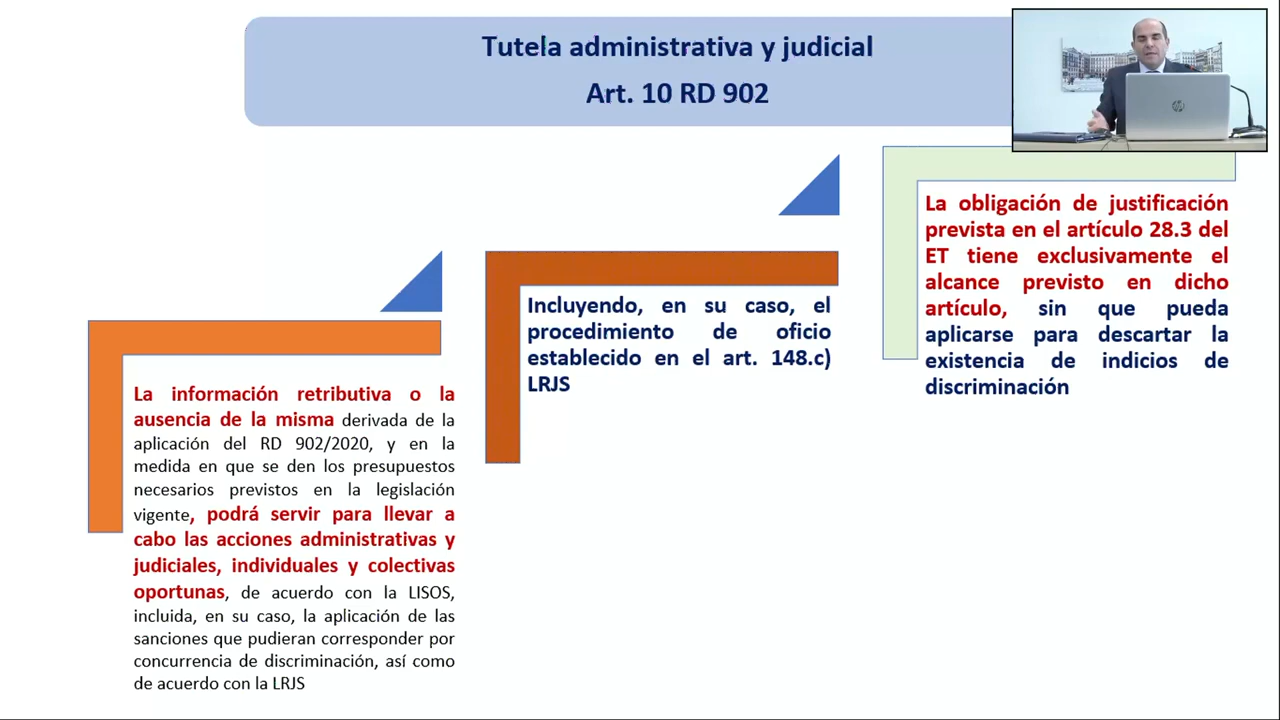 Tutela administrativa y judicial
Art. 10 RD 902
La información retributiva o la
ausencia de la misma derivada de la
aplicación del RD 902/2020, y en la
medida en que se den los presupuestos
necesarios previstos en la legislación
vigente, podrá servir para llevar a
cabo las acciones administrativas y
judiciales, individuales y colectivas
oportunas, de acuerdo con la LISOS,
incluida, en su caso, la aplicación de las
sanciones que pudieran corresponder por
concurrencia de discriminación, así como
de acuerdo con la LRJS
Incluyendo, en su caso, el
procedimiento de oficio
establecido en el art. 148.c)
LRJS
La obligación de justificación
prevista en el artículo 28.3 del
ET tiene exclusivamente el
alcance previsto en dicho
artículo, sin que pueda
aplicarse para descartar la
existencia de indicios de
discriminación